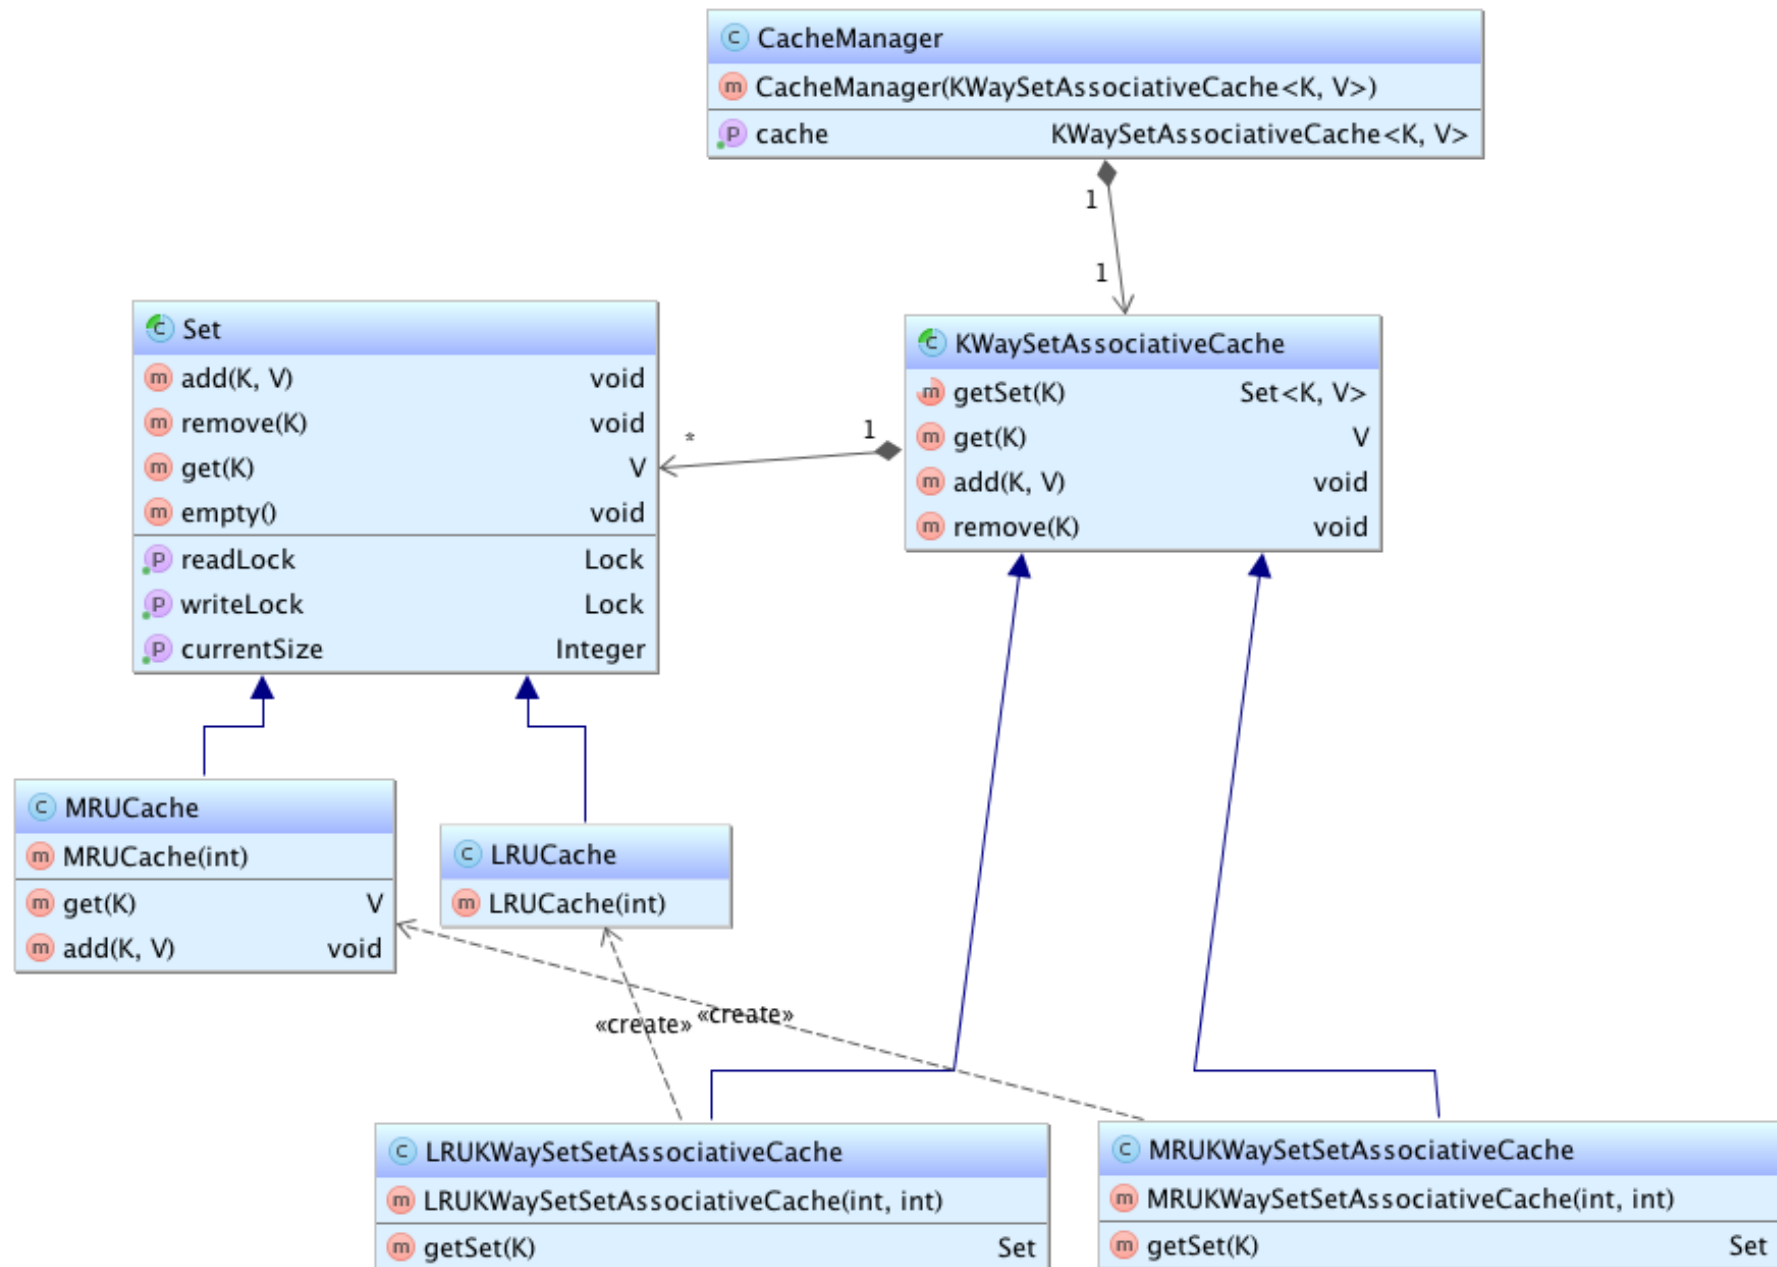 CacheManager
CacheManager(KWaySetAssociativeCache<K, V>)
cache KWaySetAssociativeCache<K, V>
1
1
Set
add(K, V) void
remove(K) void
get(K) V
empty() void
readLock Lock
writeLock Lock
currentSize Integer
* 1
KWaySetAssociativeCache
getSet(K) Set<K, V>
get(K) V
add(K, V) void
remove(K) void
MRUCache
MRUCache(int)
get(K) V
add(K, V) void
LRUCache
LRUCache(int)
«create» «create»
LRUKWaySetSetAssociativeCache
LRUKWaySetSetAssociativeCache(int, int)
getSet(K) Set
MRUKWaySetSetAssociativeCache
MRUKWaySetSetAssociativeCache(int, int)
getSet(K) Set